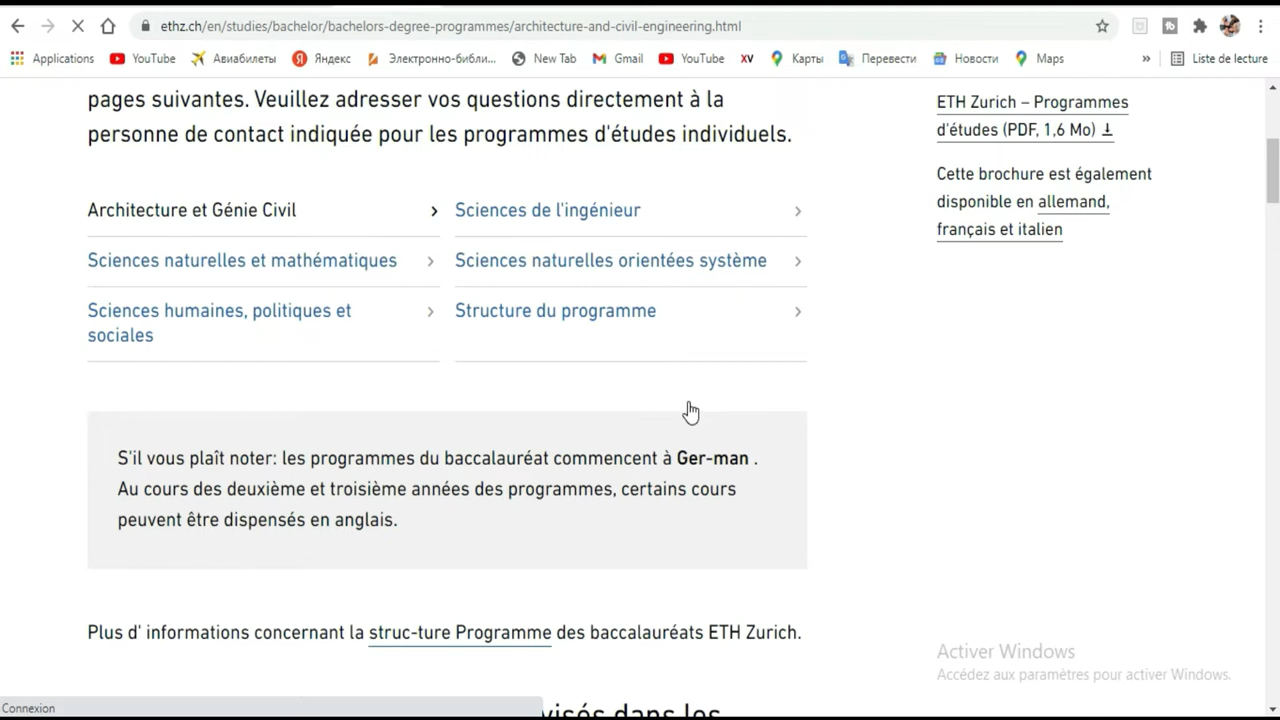 ethz.ch/en/studies/bachelor/bachelors-degree-programmes/architecture-and-civil-engineering.html
Applications YouTube Авиабилеты Яндекс Электронно-библи... New Tab Gmail YouTube XV Карты Перевести Новости Maps » Liste de lecture
pages suivantes. Veuillez adresser vos questions directement à la
personne de contact indiquée pour les programmes d'études individuels.
ETH Zurich – Programmes
d'études (PDF, 1,6 Mo)
Cette brochure est également
disponible en allemand,
français et italien
Architecture et Génie Civil
Sciences de l'ingénieur
Sciences naturelles et mathématiques
Sciences naturelles orientées système
Sciences humaines, politiques et
sociales
Structure du programme
S'il vous plaît noter: les programmes du baccalauréat commencent à Ger-man .
Au cours des deuxième et troisième années des programmes, certains cours
peuvent être dispensés en anglais.
Plus d' informations concernant la struc-ture Programme des baccalauréats ETH Zurich.
Activer Windows
Accédez aux paramètres pour activer Windows.
Connexion
visés dans les